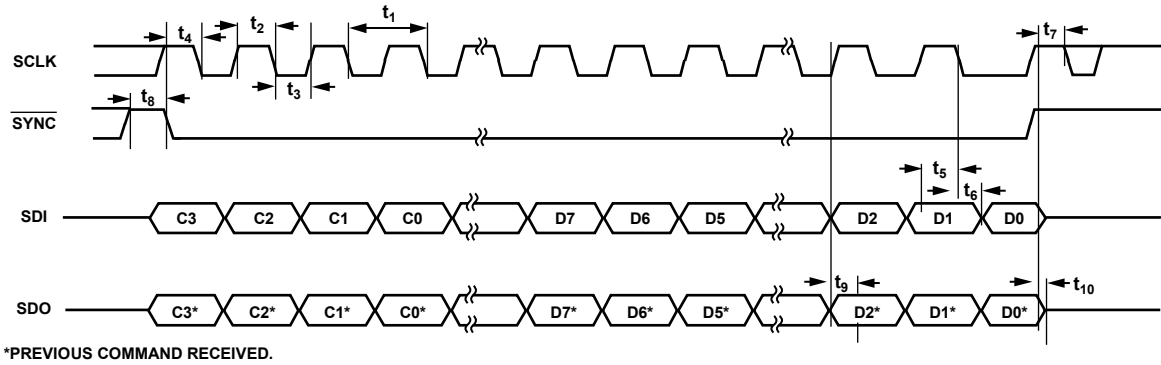 t4 t2 t1 t7
SCLK
t3
t8
SYNC
t5
t6
SDI C3 C2 C1 C0 D7 D6 D5 D2 D1 D0
t9
t10
SDO C3* C2* C1* C0* D7* D6* D5* D2* D1* D0*
*PREVIOUS COMMAND RECEIVED.